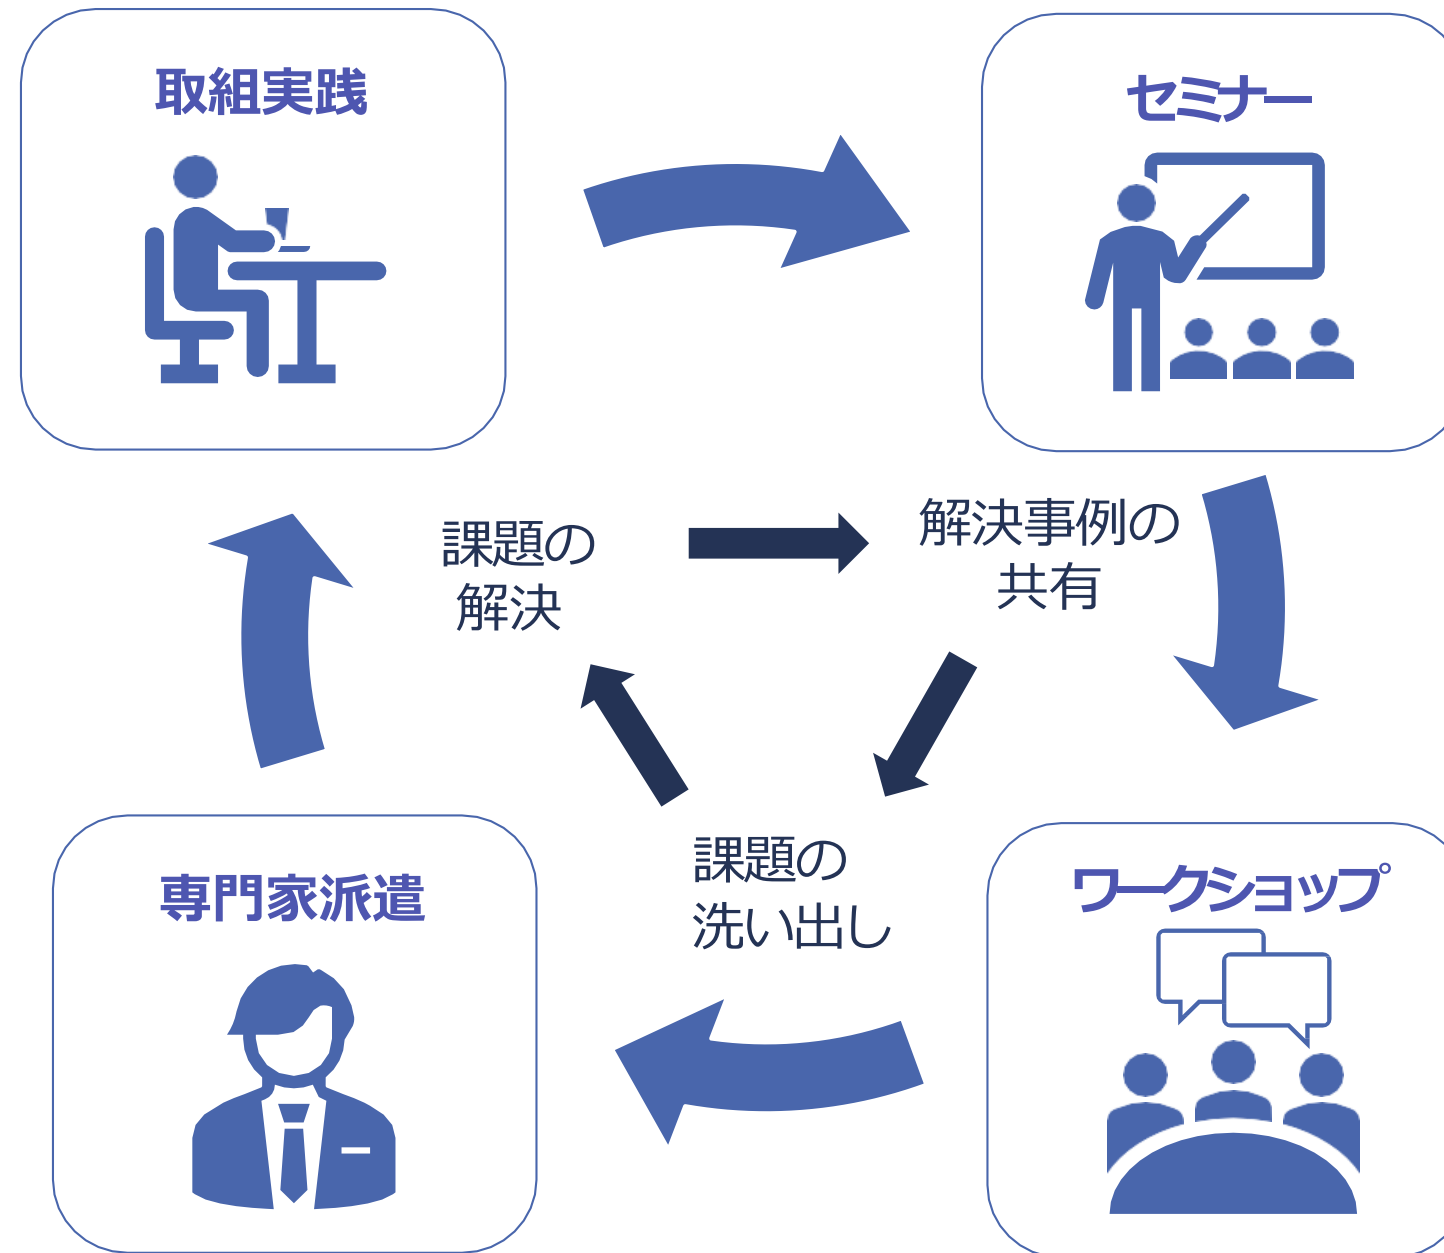 取組実践
セミナー
課題の
解決
解決事例の
共有
課題の
洗い出し
専門家派遣
ワークショップ